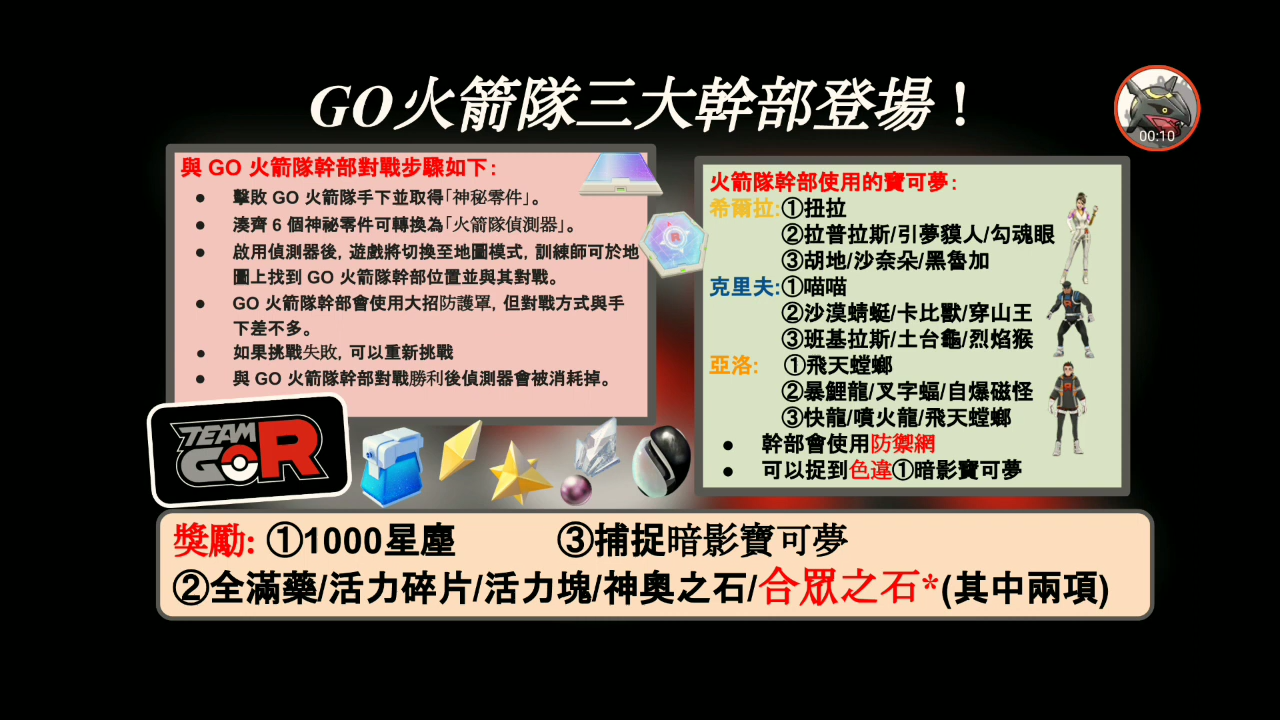 GO火箭隊三大幹部登場！
00:10
與 GO 火箭隊幹部對戰步驟如下：
● 擊敗 GO 火箭隊手下並取得「神秘零件」。
● 湊齊 6 個神祕零件可轉換為「火箭隊偵測器」。
● 啟用偵測器後，遊戲將切換至地圖模式，訓練師可於地
圖上找到 GO 火箭隊幹部位置並與其對戰。
● GO 火箭隊幹部會使用大招防護罩，但對戰方式與手
下差不多。
● 如果挑戰失敗，可以重新挑戰
● 與 GO 火箭隊幹部對戰勝利後偵測器會被消耗掉。
R
TEAM
GO R
火箭隊幹部使用的寶可夢：
希爾拉:①扭拉
②拉普拉斯/引夢貘人/勾魂眼
③胡地/沙奈朵/黑魯加
克里夫:①喵喵
②沙漠蜻蜓/卡比獸/穿山王
③班基拉斯/土台龜/烈焰猴
亞洛: ①飛天螳螂
②暴鯉龍/叉字蝠/自爆磁怪
③快龍/噴火龍/飛天螳螂
● 幹部會使用防禦網
● 可以捉到色違①暗影寶可夢
獎勵: ①1000星塵 ③捕捉暗影寶可夢
②全滿藥/活力碎片/活力塊/神奧之石/合眾之石*(其中兩項)